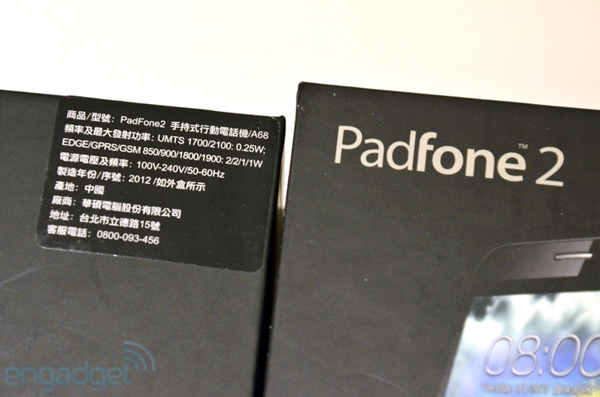 商品/型號: PadFone2 手持式行動電話機/A68
頻率及最大發射功率: UMTS 1700/2100: 0.25W;
EDGE/GPRS/GSM 850/900/1800/1900: 2/2/1/1W
電源電壓及頻率: 100V-240V/50-60Hz
製造年份/序號: 2012 /如外盒所示
產地: 中國
廠商: 華碩電腦股份有限公司
地址: 台北市立德路15號
客服電話: 0800-093-456
Padfone™ 2
08:00
engadget